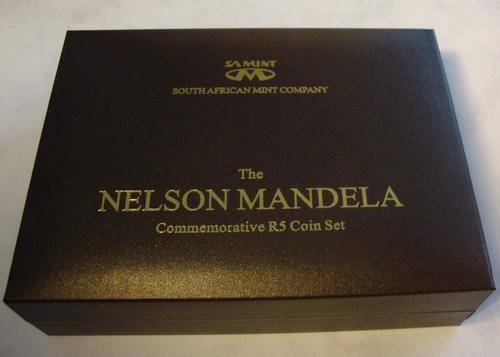 SA MINT
SOUTH AFRICAN MINT COMPANY
The
NELSON MANDELA
Commemorative R5 Coin Set